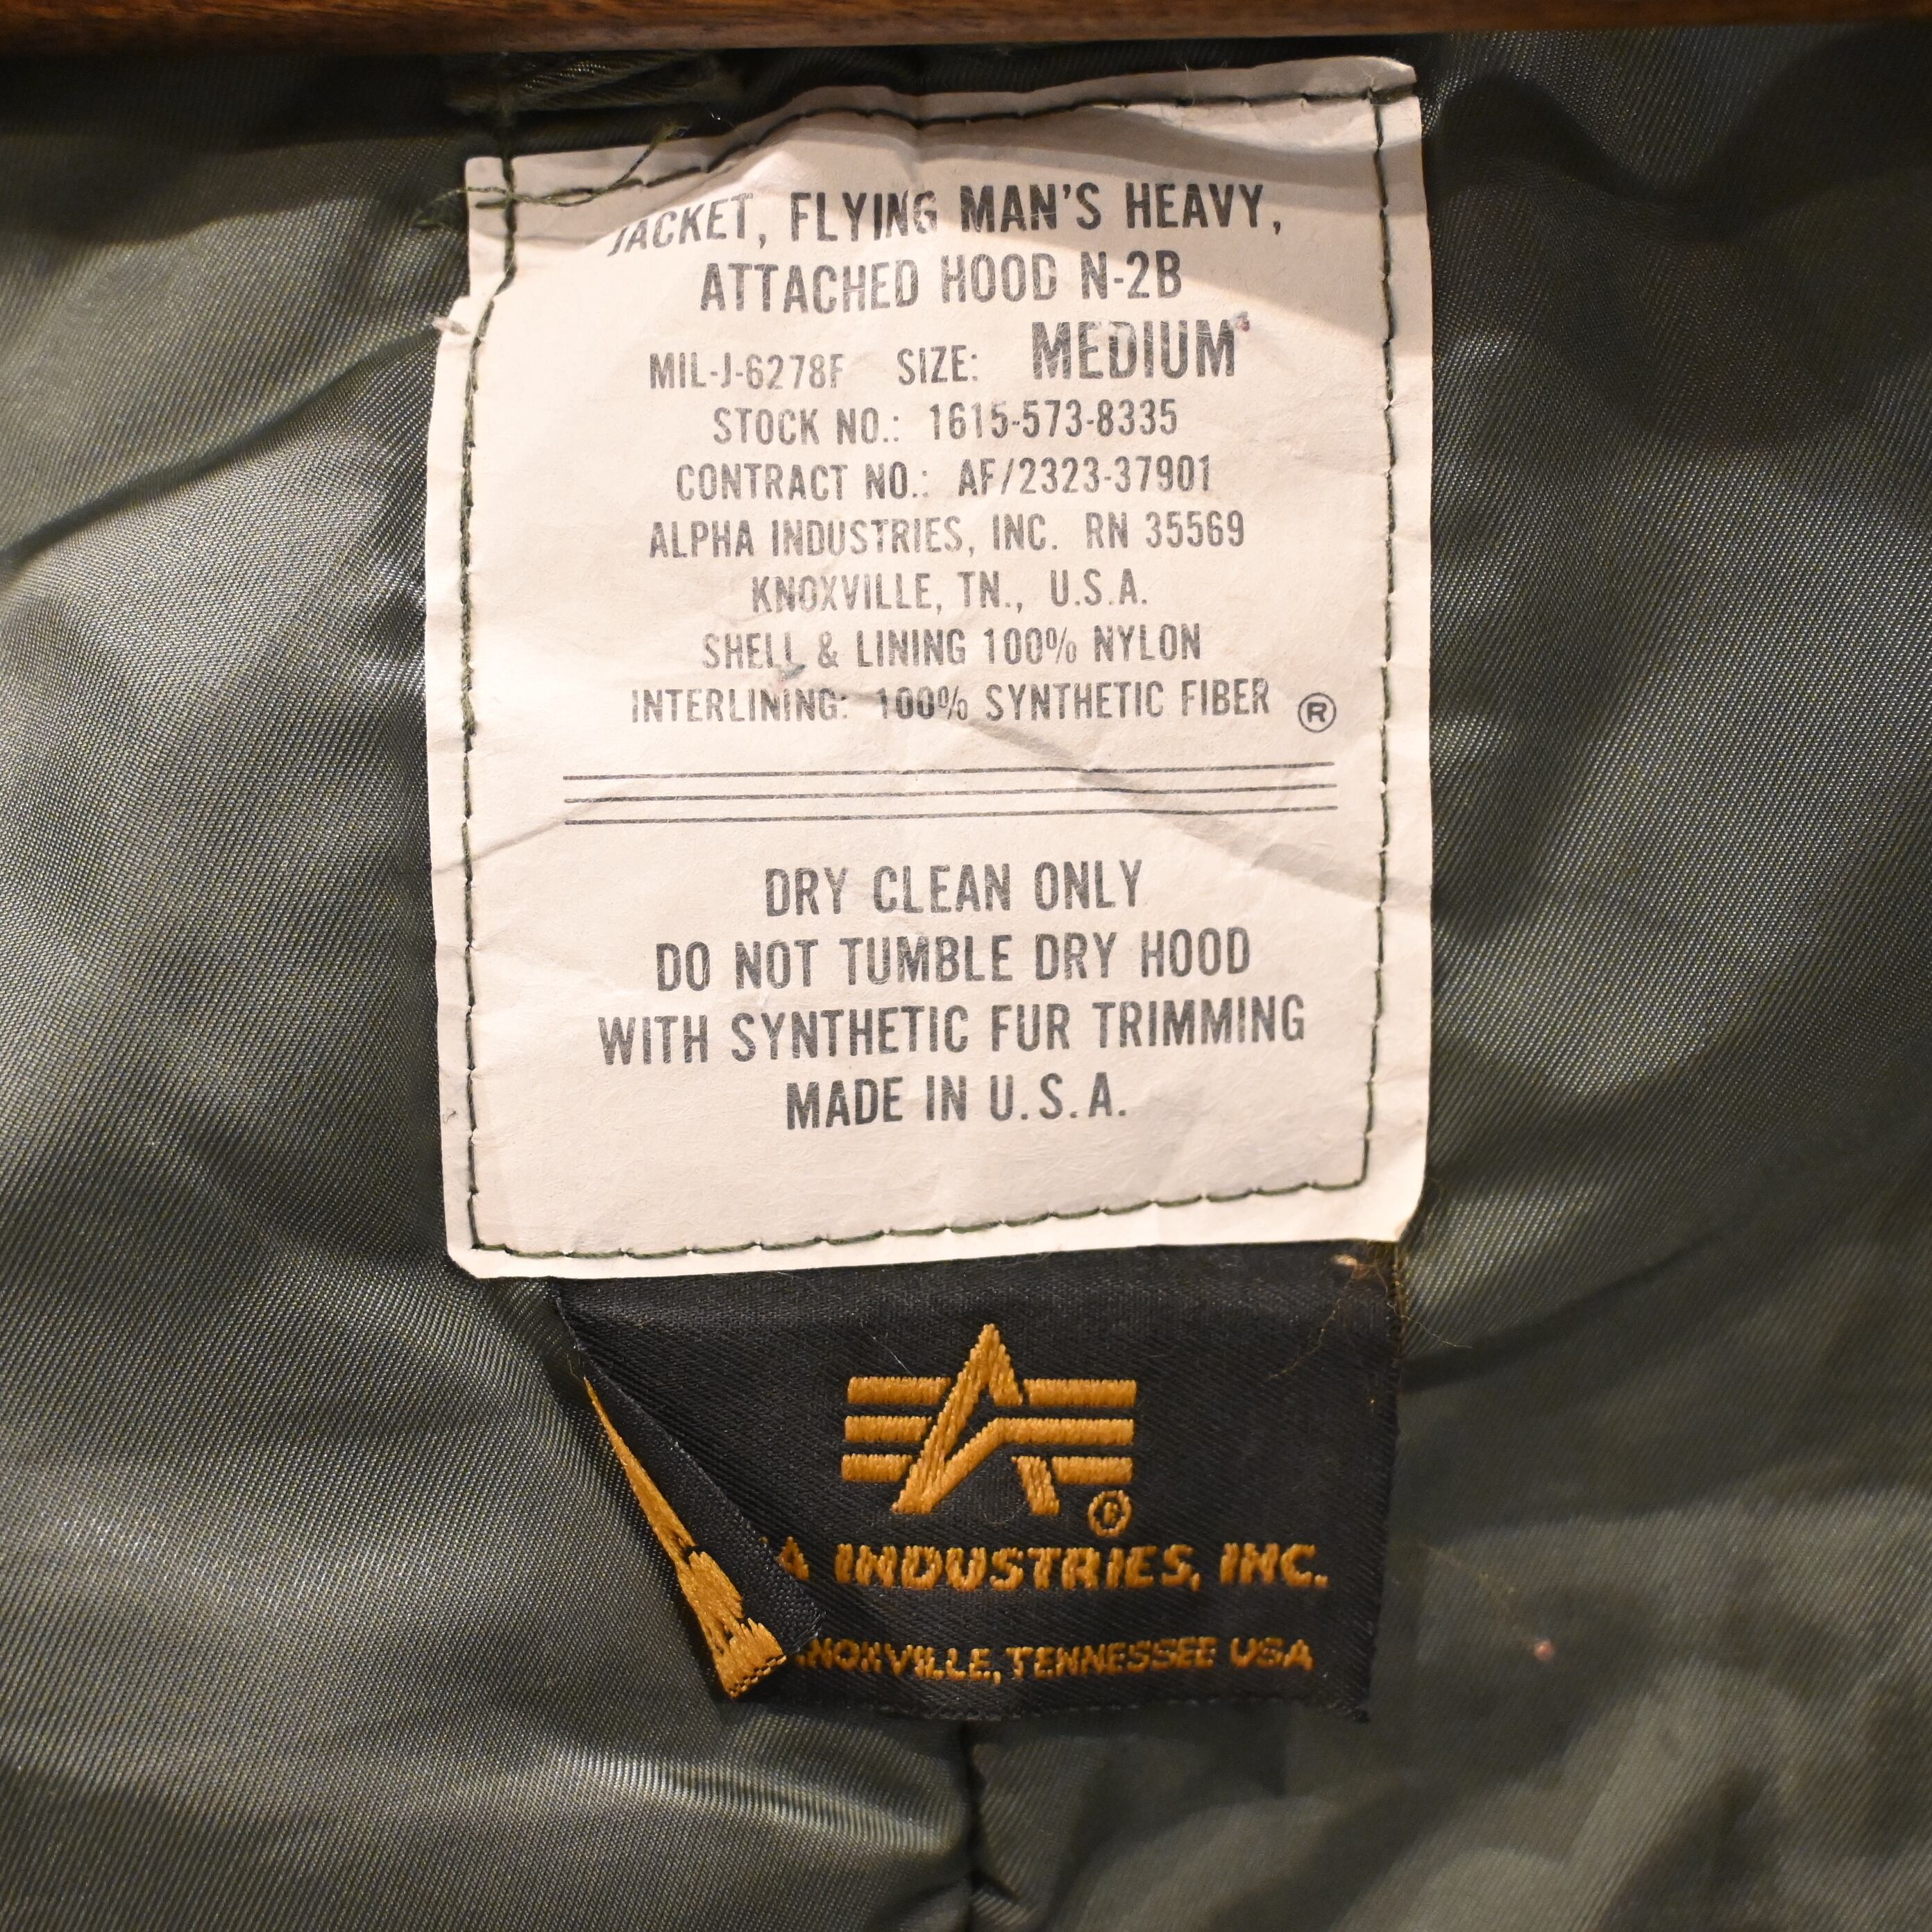 JACKET, FLYING MAN'S HEAVY,
ATTACHED HOOD N-2B
MIL-J-6278F SIZE: MEDIUM
STOCK NO.: 1615-573-8335
CONTRACT NO.: AF/2323-37901
ALPHA INDUSTRIES, INC. RN 35569
KNOXVILLE, TN., U.S.A.
SHELL & LINING 100% NYLON
INTERLINING: 100% SYNTHETIC FIBER ®
DRY CLEAN ONLY
DO NOT TUMBLE DRY HOOD
WITH SYNTHETIC FUR TRIMMING
MADE IN U.S.A.
®
INDUSTRIES, INC.
NOXVILLE, TENNESSEE USA